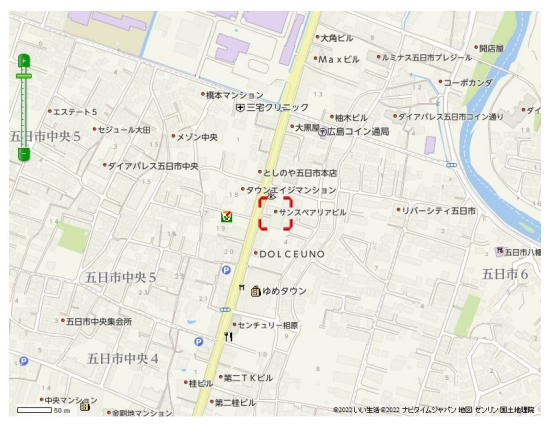 大角ビル
Maxビル
開店屋
ルミナス五日市プレジール
コーポカンダ
橋本マンション
三宅クリニック
エステート5
柚木ビル
ダイアパレス五日市コイン通り
ダイ
五日市中央5
セジュール大田
メゾン中央
大黒屋
広島コイン通局
ダイアパレス五日市中央
としのや五日市本店
タウンエイジマンション
サンスペアリアビル
リバーシティ五日市
DOLCEUNO
五日市八幡
五日市6
五日市中央5
ゆめタウン
五日市中央集会所
センチュリー相原
五日市中央4
桂ビル
第二TKビル
中央マンション
金剛地マンション
第二桂ビル
50 m
©2022 いい生活 ©2022 ナビタイムジャパン 地図 ゼンリン/国土地理院